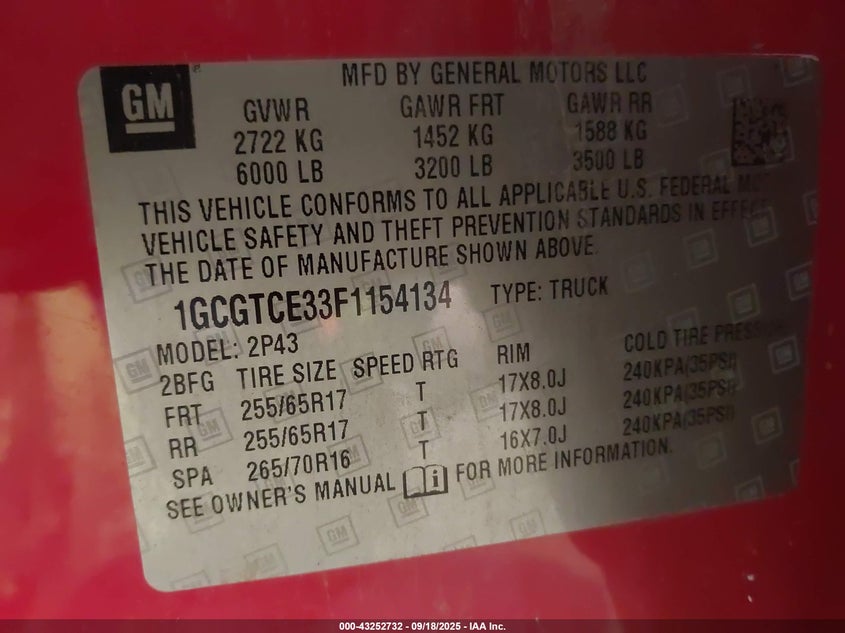 GM
MFD BY GENERAL MOTORS LLC
GVWR GAWR FRT GAWR RR
2722 KG 1452 KG 1588 KG
6000 LB 3200 LB 3500 LB
THIS VEHICLE CONFORMS TO ALL APPLICABLE U.S. FEDERAL
VEHICLE SAFETY AND THEFT PREVENTION STANDARDS IN EFFECT
THE DATE OF MANUFACTURE SHOWN ABOVE.
1GCGTCE33F1154134 TYPE: TRUCK
MODEL: 2P43
2BFG TIRE SIZE SPEED RTG RIM COLD TIRE PRESSURE
FRT 255/65R17 T 17X8.0J 240KPA(35PSI)
RR 255/65R17 T 17X8.0J 240KPA(35PSI)
SPA 265/70R16 T 16X7.0J 240KPA(35PSI)
SEE OWNER'S MANUAL FOR MORE INFORMATION.
000-43252732 - 09/18/2025 - IAA Inc.